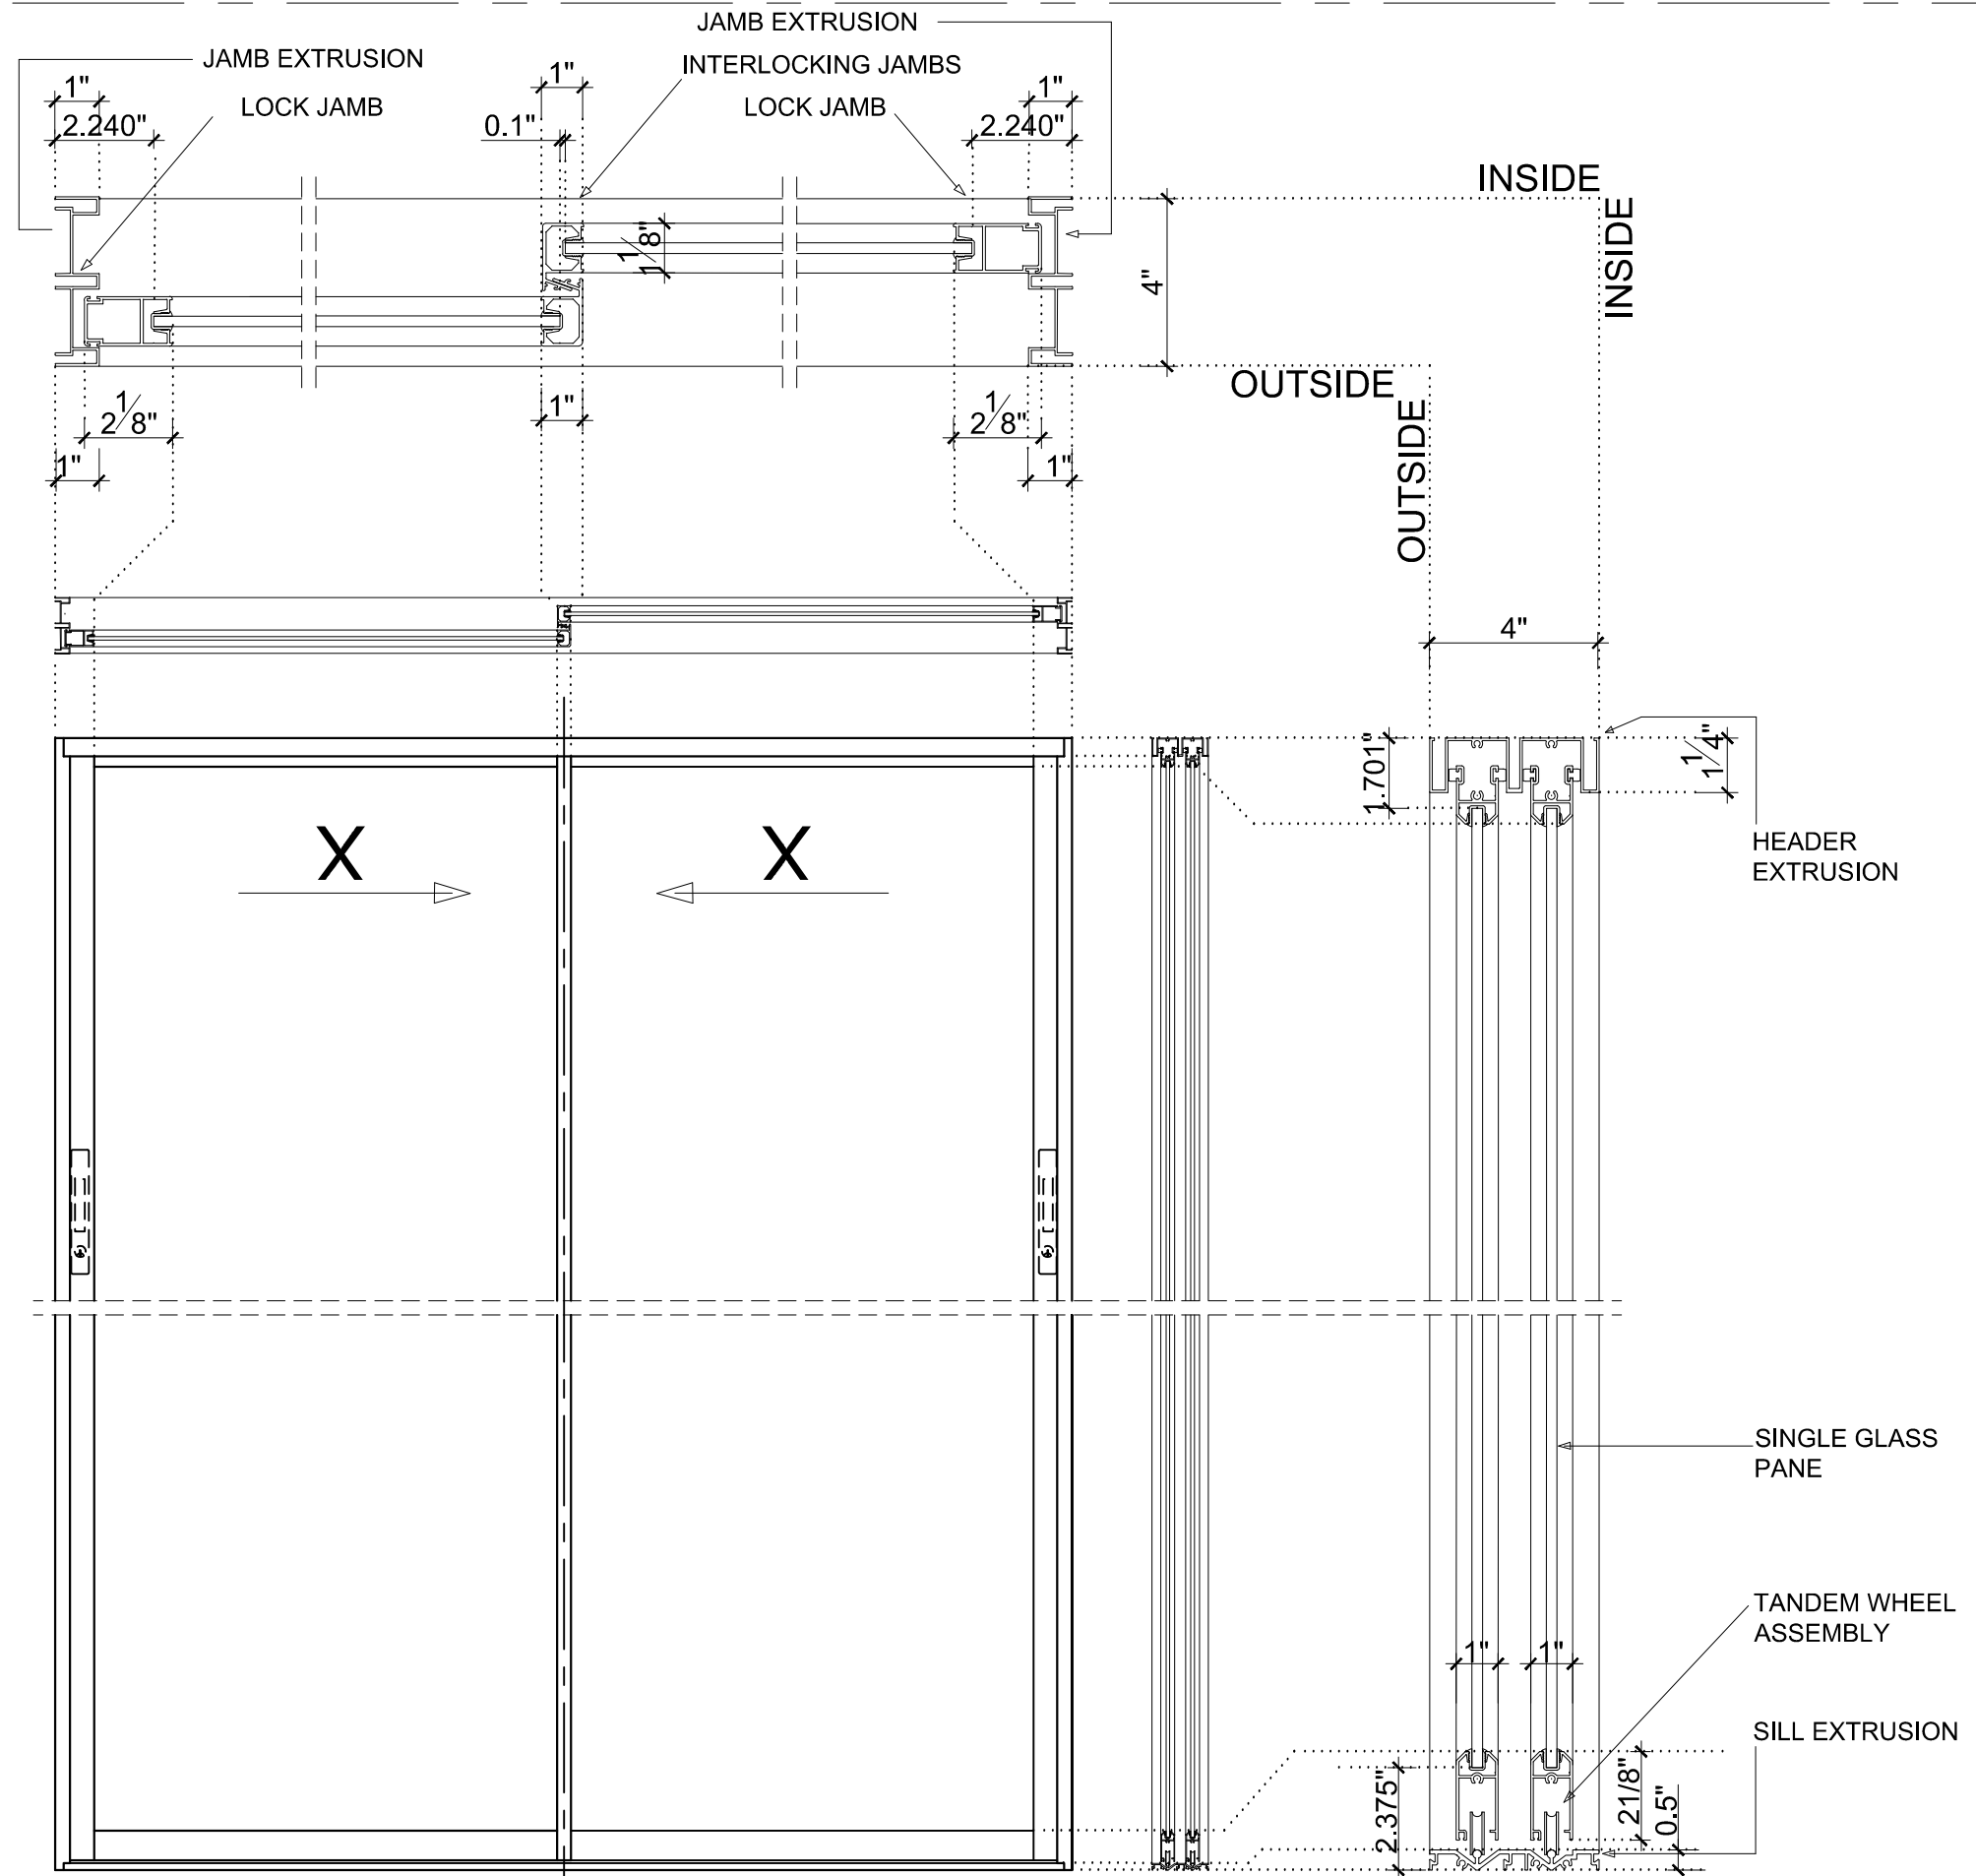 JAMB EXTRUSION
JAMB EXTRUSION
INTERLOCKING JAMBS
1"
1"
1"
LOCK JAMB
LOCK JAMB
2.240"
0.1"
2.240"
INSIDE
INSIDE
1 1/8"
4"
OUTSIDE
OUTSIDE
2 1/8"
1"
2 1/8"
1"
1"
4"
1.701"
1 1/4"
X
X
HEADER
EXTRUSION
SINGLE GLASS
PANE
TANDEM WHEEL
ASSEMBLY
1"
1"
SILL EXTRUSION
2.375"
21/8"
0.5"